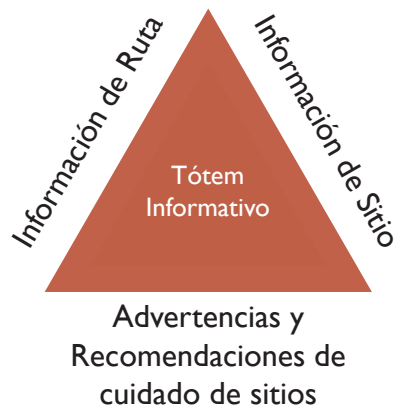 Información de Ruta
Información de Sitio
Tótem
Informativo
Advertencias y
Recomendaciones de
cuidado de sitios